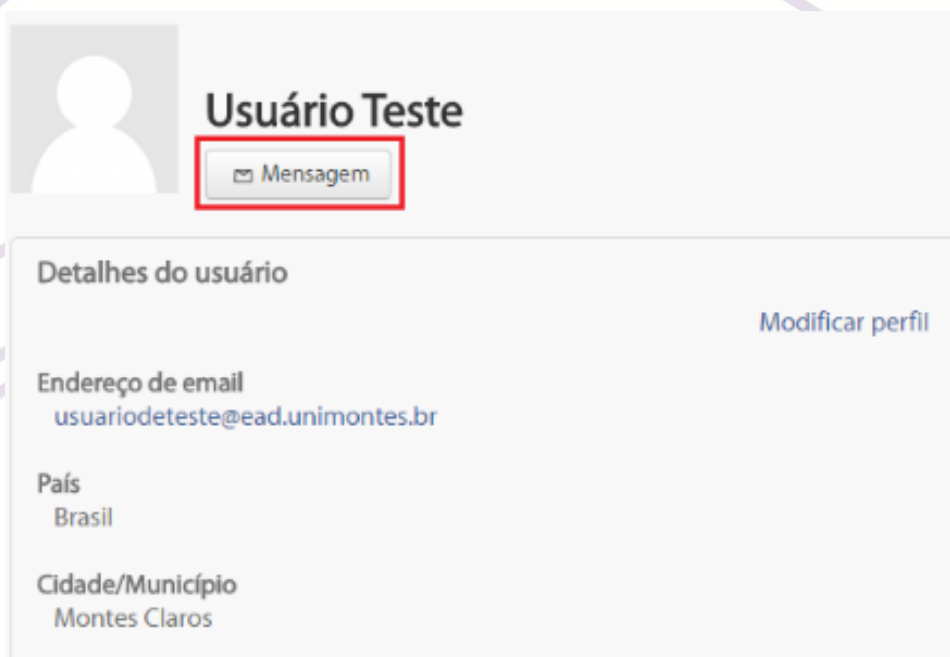 Usuário Teste
Mensagem
Detalhes do usuário
Modificar perfil
Endereço de email
usuariodeteste@ead.unimontes.br
País
Brasil
Cidade/Município
Montes Claros